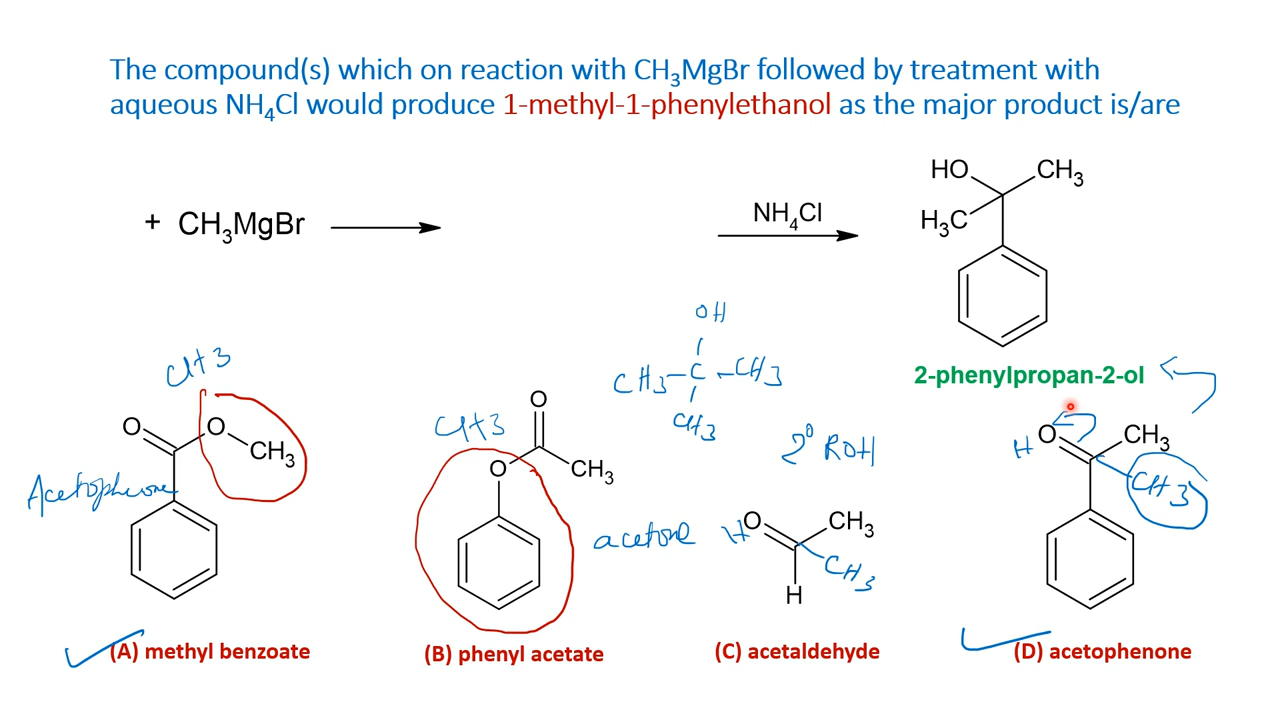 The compound(s) which on reaction with CH₃MgBr followed by treatment with
aqueous NH₄Cl would produce 1-methyl-1-phenylethanol as the major product is/are
HO CH₃
H₃C
+ CH₃MgBr
NH₄Cl
OH
CH3-C-CH3
CH3
2-phenylpropan-2-ol
CH3
O O
CH₃
Acetopheone
CH3
O
O CH₃
2° ROH
H O CH₃
CH3
acetone
H O CH₃
CH3
H
(A) methyl benzoate
(B) phenyl acetate
(C) acetaldehyde
(D) acetophenone